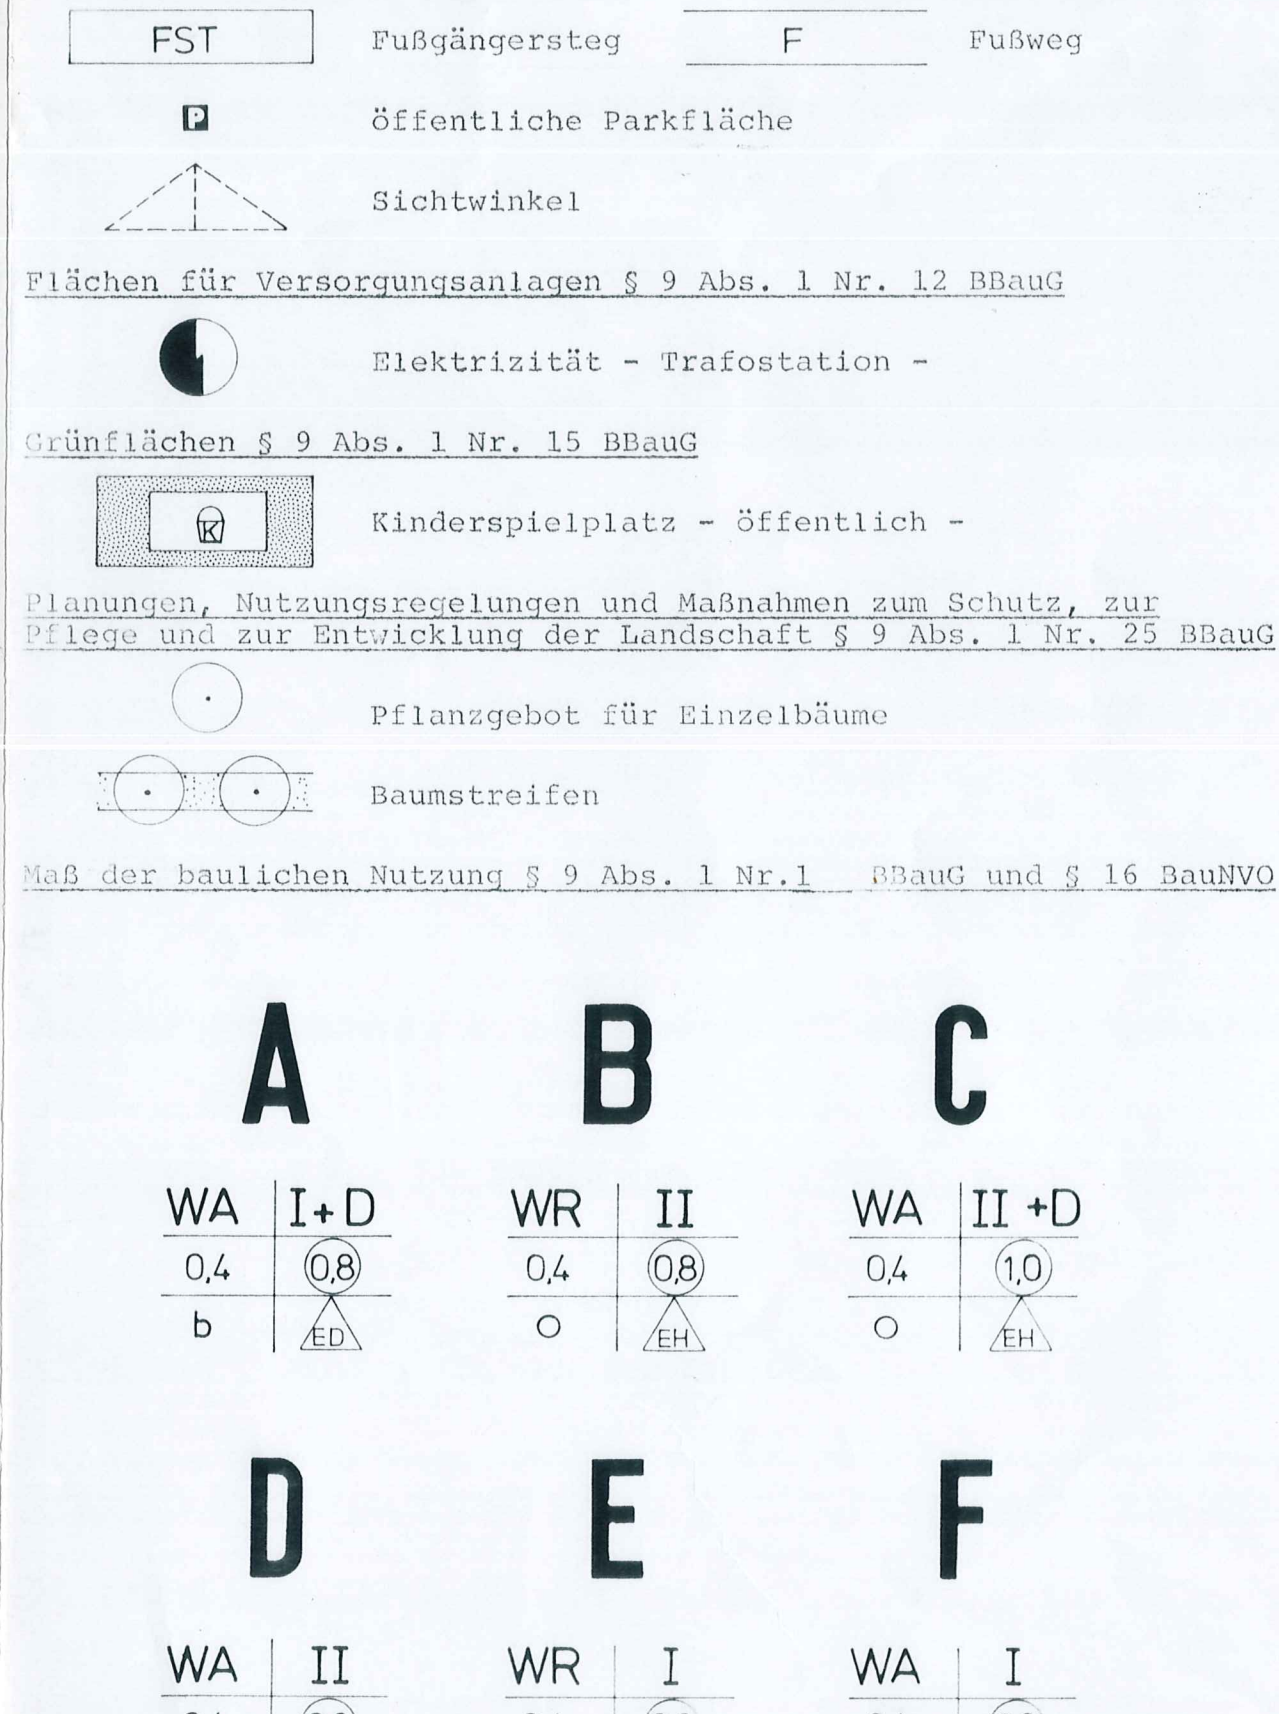 FST Fußgängersteg F Fußweg
P öffentliche Parkfläche
Sichtwinkel
Flächen für Versorgungsanlagen § 9 Abs. 1 Nr. 12 BBauG
Elektrizität - Trafostation -
Grünflächen § 9 Abs. 1 Nr. 15 BBauG
K Kinderspielplatz - öffentlich -
Planungen, Nutzungsregelungen und Maßnahmen zum Schutz, zur
Pflege und zur Entwicklung der Landschaft § 9 Abs. 1 Nr. 25 BBauG
Pflanzgebot für Einzelbäume
Baumstreifen
Maß der baulichen Nutzung § 9 Abs. 1 Nr.1 BBauG und § 16 BauNVO
A B C
WA I+D WR II WA II +D
0,4 0,8 0,4 0,8 0,4 1,0
b ED o EH o EH
D E F
WA II WR I WA I